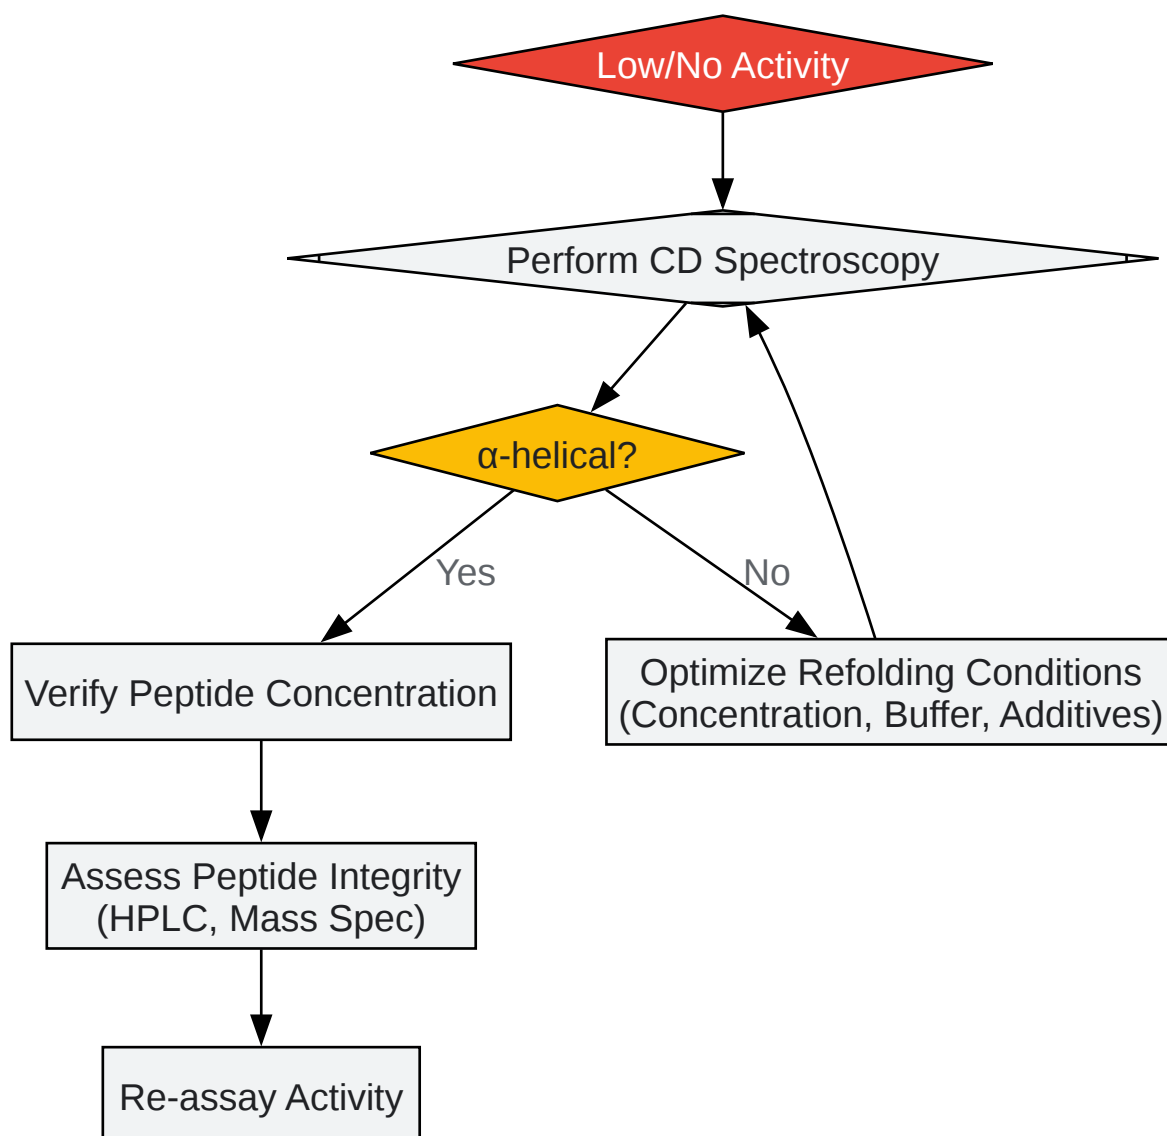 Low/No Activity
Perform CD Spectroscopy
α-helical?
Yes
No
Verify Peptide Concentration
Optimize Refolding Conditions
(Concentration, Buffer, Additives)
Assess Peptide Integrity
(HPLC, Mass Spec)
Re-assay Activity